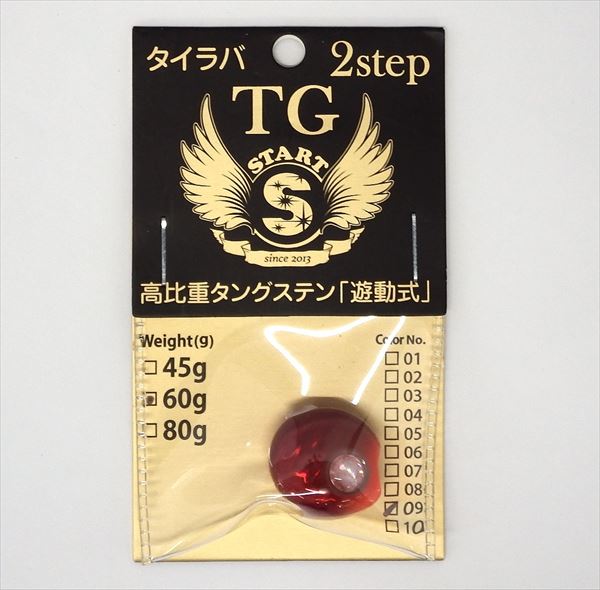 タイラバ 2step
TG
START
S
since 2013
高比重タングステン「遊動式」
Weight(g)
45g
60g
80g
Color No.
01
02
03
04
05
06
07
08
09
10